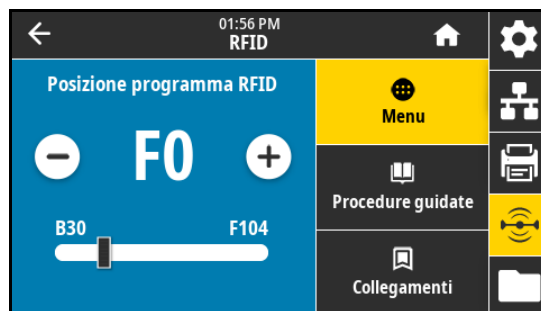 01:56 PM
RFID
Posizione programma RFID
F0
B30
F104
Menu
Procedure guidate
Collegamenti